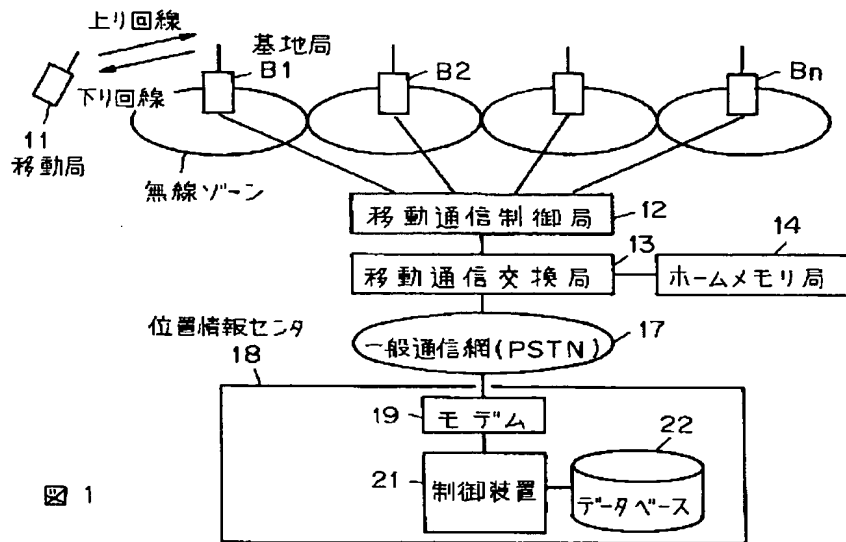 上り回線
基地局
B1
B2
Bn
下り回線
11
移動局
無線ゾーン
移動通信制御局
12
13
14
移動通信交換局
ホームメモリ局
位置情報センタ
18
一般通信網(PSTN)
17
19
モデム
22
21
制御装置
データベース
図 1